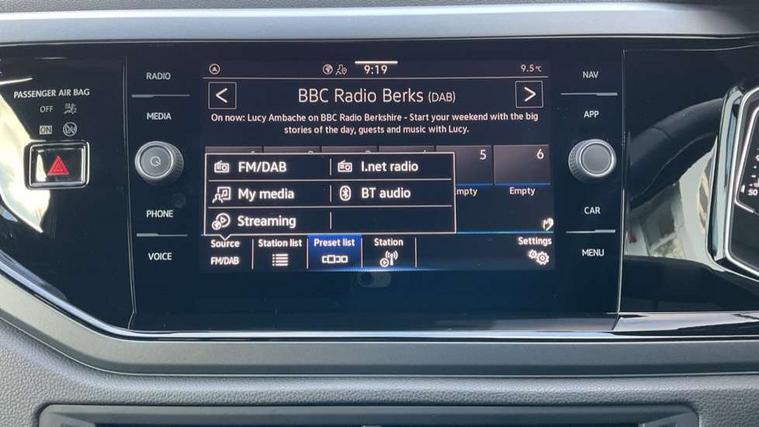 PASSENGER AIR BAG
OFF
ON
RADIO
MEDIA
PHONE
VOICE
9:19
9.5°C
BBC Radio Berks (DAB)
On now: Lucy Ambache on BBC Radio Berkshire - Start your weekend with the big
stories of the day, guests and music with Lucy.
5
6
mpty
Empty
FM/DAB
I.net radio
My media
BT audio
Streaming
Source
Station list
Preset list
Station
Settings
FM/DAB
NAV
APP
CAR
MENU
50